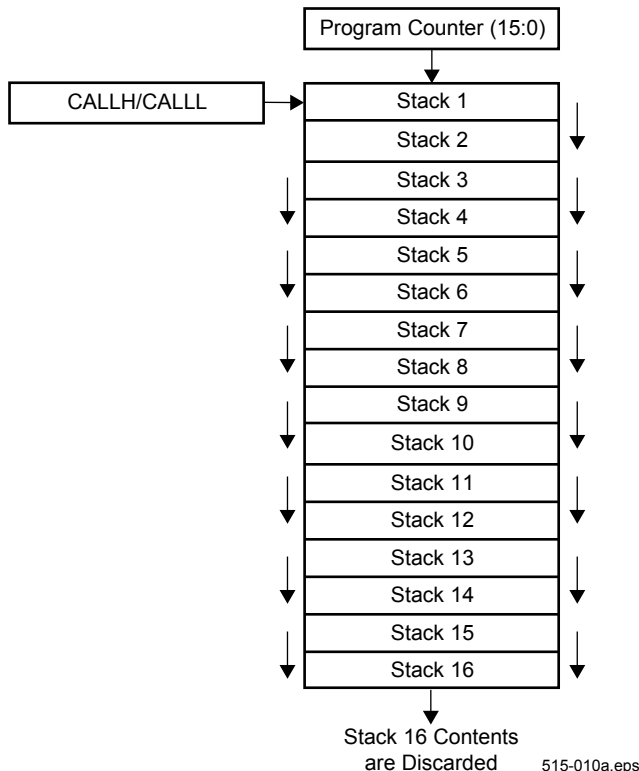 Program Counter (15:0)
CALLH/CALLL
Stack 1
Stack 2
Stack 3
Stack 4
Stack 5
Stack 6
Stack 7
Stack 8
Stack 9
Stack 10
Stack 11
Stack 12
Stack 13
Stack 14
Stack 15
Stack 16
Stack 16 Contents
are Discarded
515-010a.eps